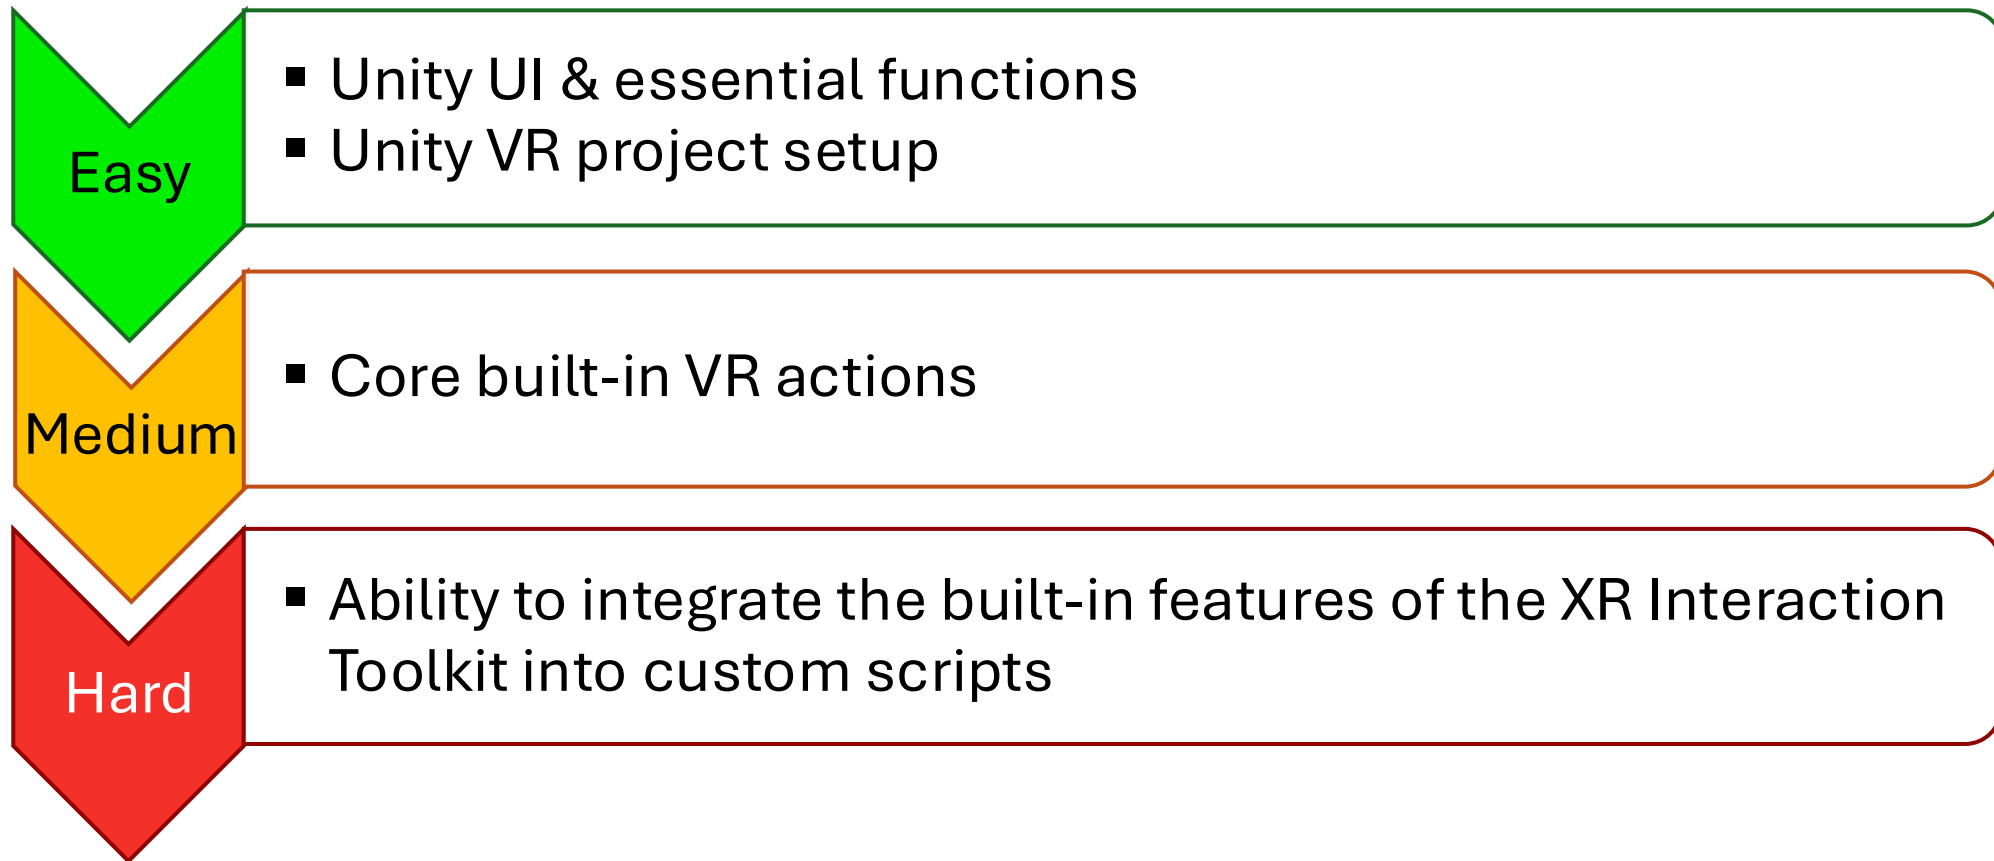 Easy
▪ Unity UI & essential functions
▪ Unity VR project setup
Medium
▪ Core built-in VR actions
Hard
▪ Ability to integrate the built-in features of the XR Interaction
Toolkit into custom scripts